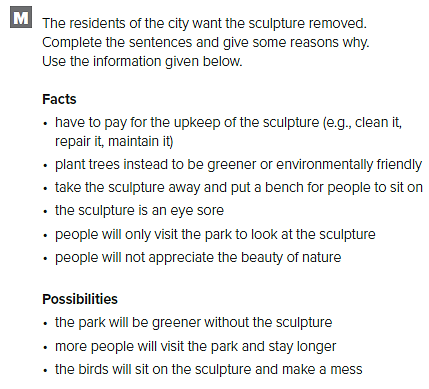 M The residents of the city want the sculpture removed.
Complete the sentences and give some reasons why.
Use the information given below.
Facts
• have to pay for the upkeep of the sculpture (e.g., clean it,
repair it, maintain it)
• plant trees instead to be greener or environmentally friendly
• take the sculpture away and put a bench for people to sit on
• the sculpture is an eye sore
• people will only visit the park to look at the sculpture
• people will not appreciate the beauty of nature
Possibilities
• the park will be greener without the sculpture
• more people will visit the park and stay longer
• the birds will sit on the sculpture and make a mess